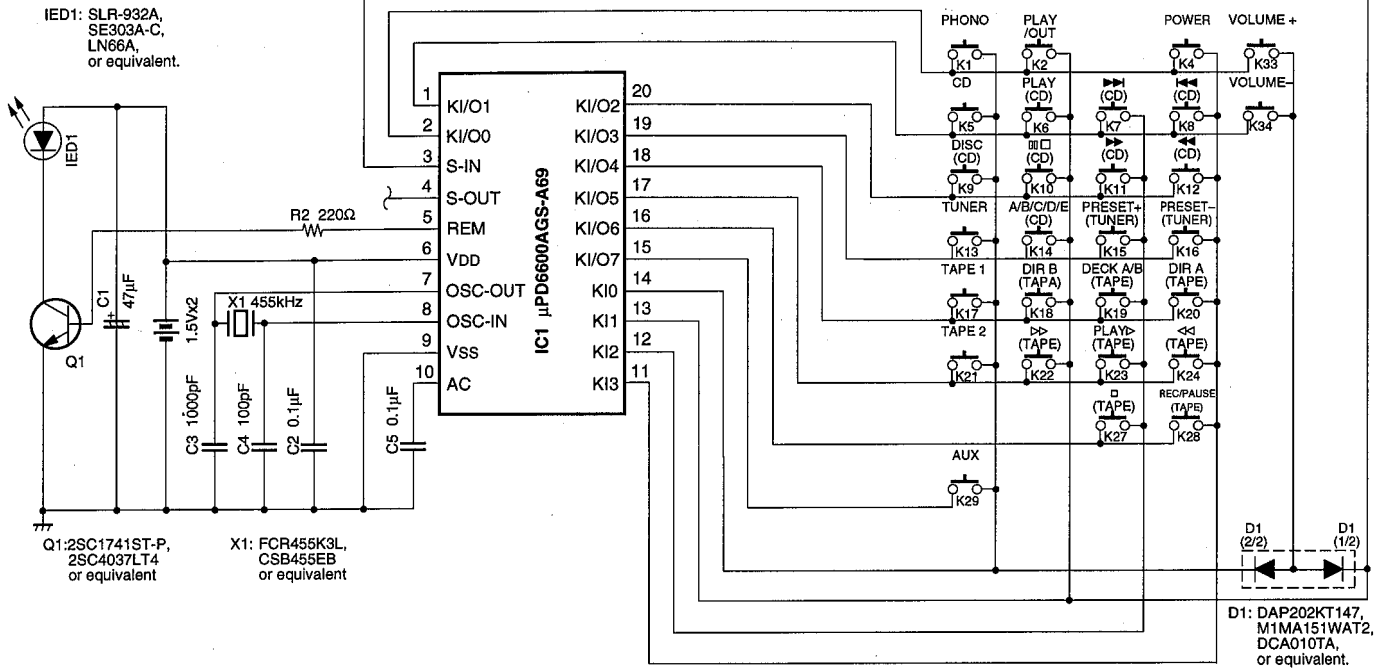 IED1: SLR-932A,
SE303A-C,
LN66A,
or equivalent.
IED1
Q1
C1
+
47µF
1.5Vx2
R2 220Ω
X1 455kHz
C3 1000pF
C4 100pF
C2 0.1µF
C5 0.1µF
Q1:2SC1741ST-P,
2SC4037LT4
or equivalent
X1: FCR455K3L,
CSB455EB
or equivalent
IC1 µPD6600AGS-A69
1 KI/O1
2 KI/O0
3 S-IN
4 S-OUT
5 REM
6 VDD
7 OSC-OUT
8 OSC-IN
9 VSS
10 AC
KI/O2 20
KI/O3 19
KI/O4 18
KI/O5 17
KI/O6 16
KI/O7 15
KI0 14
KI1 13
KI2 12
KI3 11
PHONO PLAY POWER VOLUME +
/OUT
K1 K2 K4 K33
CD PLAY ▶▶| |◀◀ VOLUME–
(CD) (CD) (CD)
K5 K6 K7 K8 K34
DISC ▯▯□ ▶▶ ◀◀
(CD) (CD) (CD) (CD)
K9 K10 K11 K12
TUNER A/B/C/D/E PRESET+ PRESET–
(CD) (TUNER) (TUNER)
K13 K14 K15 K16
TAPE 1 DIR B DECK A/B DIR A
(TAPA) (TAPE) (TAPE)
K17 K18 K19 K20
TAPE 2 ▷▷ PLAY▷ ◁◁
(TAPE) (TAPE) (TAPE)
K21 K22 K23 K24
□ REC/PAUSE
(TAPE) (TAPE)
K27 K28
AUX
K29
D1 D1
(2/2) (1/2)
D1: DAP202KT147,
M1MA151WAT2,
DCA010TA,
or equivalent.